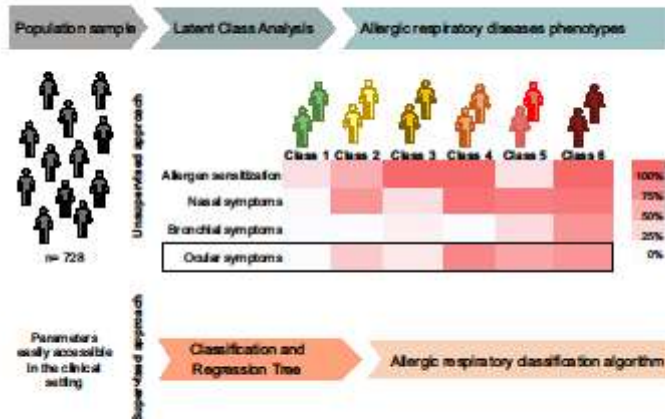 Population sample
Latent Class Analysis
Allergic respiratory diseases phenotypes
Unsupervised approach
Class 1
Class 2
Class 3
Class 4
Class 5
Class 6
Allergen sensitization
Nasal symptoms
Bronchial symptoms
Ocular symptoms
100%
75%
50%
25%
0%
n= 728
Parameters
easily accessible
in the clinical
setting
Supervised approach
Classification and
Regression Tree
Allergic respiratory classification algorithm